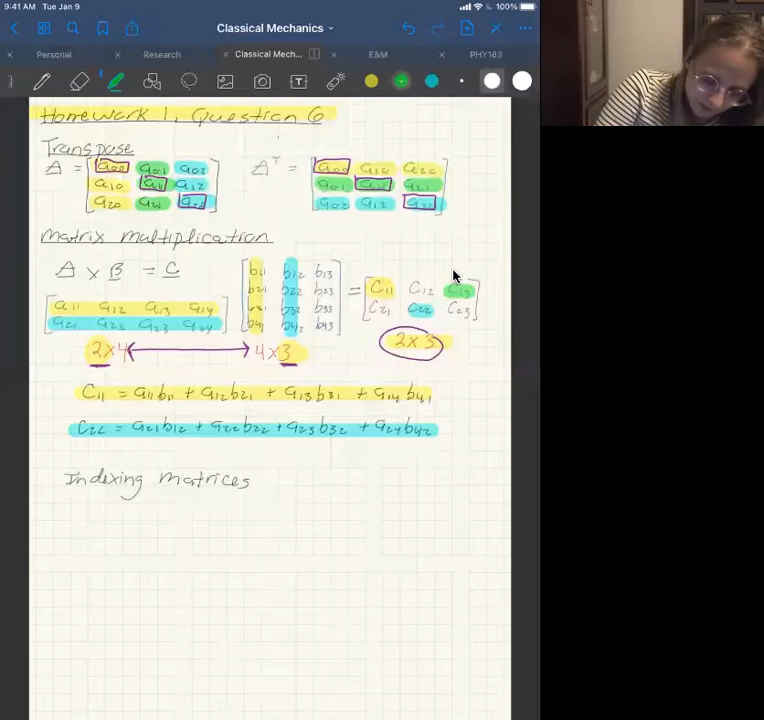 9:41 AM Tue Jan 9 100%
Classical Mechanics
Personal Research Classical Mech... E&M PHY183
Homework 1, Question 6
Transpose
A = [a00 a01 a02
a10 a11 a12
a20 a21 a22]
Aᵀ = [a00 a10 a20
a01 a11 a21
a02 a12 a22]
Matrix multiplication
A × B = C
[a11 a12 a13 a14
a21 a22 a23 a24]
[b11 b12 b13
b21 b22 b23
b31 b32 b33
b41 b42 b43]
= [C11 C12 C13
C21 C22 C23]
2×4 4×3 2×3
C11 = a11b11 + a12b21 + a13b31 + a14b41
C22 = a21b12 + a22b22 + a23b32 + a24b42
Indexing matrices